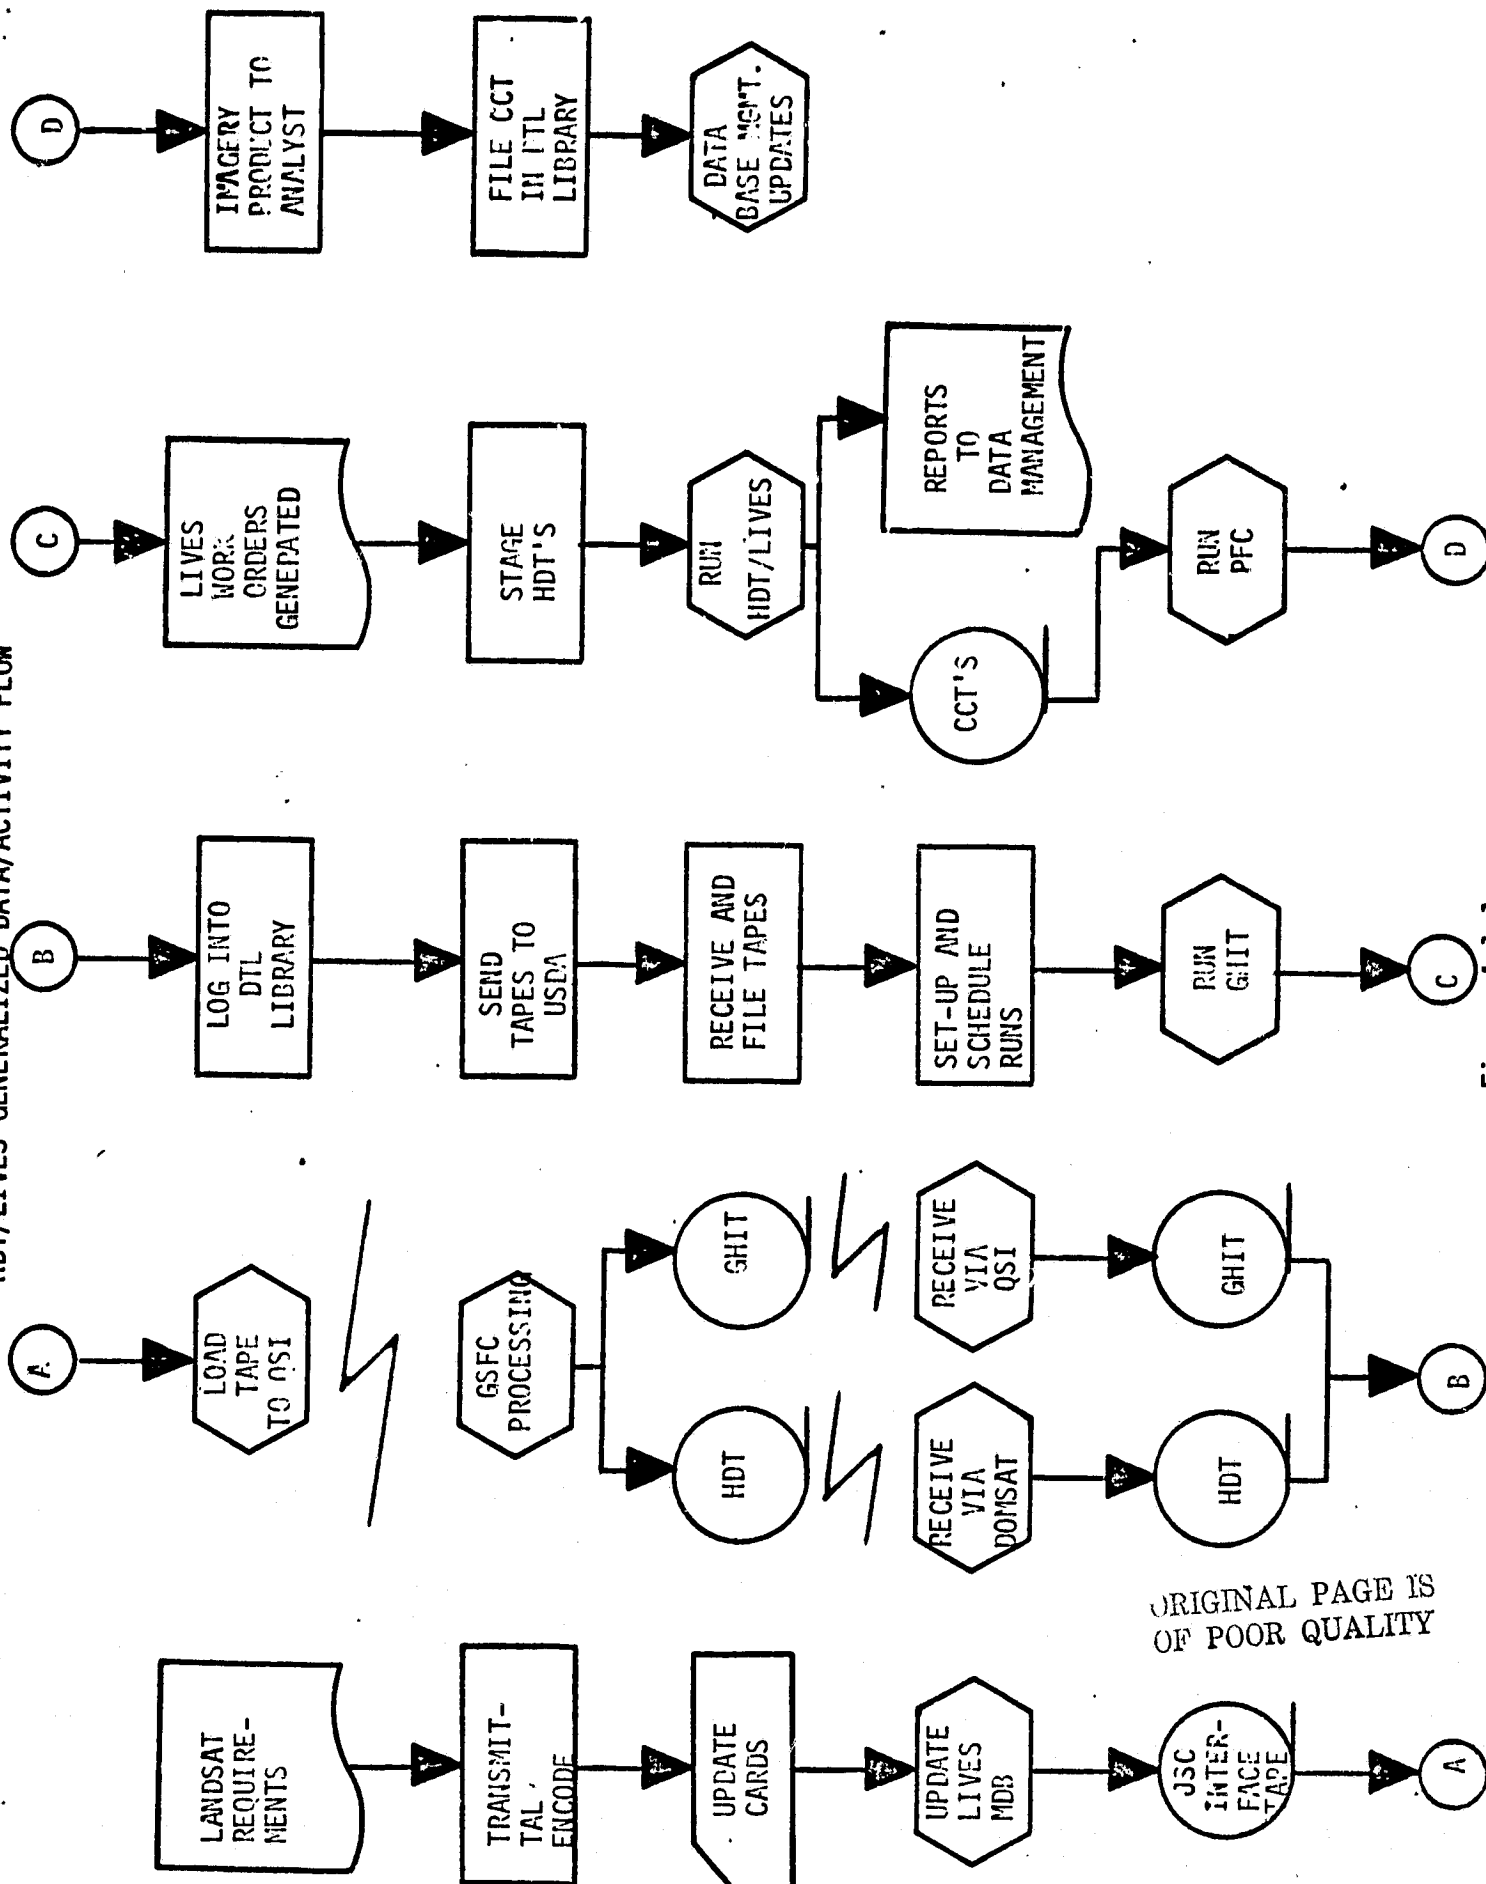 HDT/LIVES GENERALIZED DATA/ACTIVITY FLOW
LANDSAT
REQUIRE-
MENTS
TRANSMIT-
TAL,
ENCODE
UPDATE
CARDS
UPDATE
LIVES
MDB
JSC
INTER-
FACE
TAPE
A
A
LOAD
TAPE
TO QSI
GSFC
PROCESSING
HDT
GHIT
RECEIVE
VIA
DOMSAT
RECEIVE
VIA
QSI
HDT
GHIT
B
B
LOG INTO
DTL
LIBRARY
SEND
TAPES TO
USDA
RECEIVE AND
FILE TAPES
SET-UP AND
SCHEDULE
RUNS
RUN
GHIT
C
C
LIVES
WORK
ORDERS
GENERATED
STAGE
HDT'S
RUN
HDT/LIVES
CCT'S
REPORTS
TO
DATA
MANAGEMENT
RUN
PFC
D
D
IMAGERY
PRODUCT TO
ANALYST
FILE CCT
IN DTL
LIBRARY
DATA
BASE MGMT.
UPDATES
ORIGINAL PAGE IS
OF POOR QUALITY